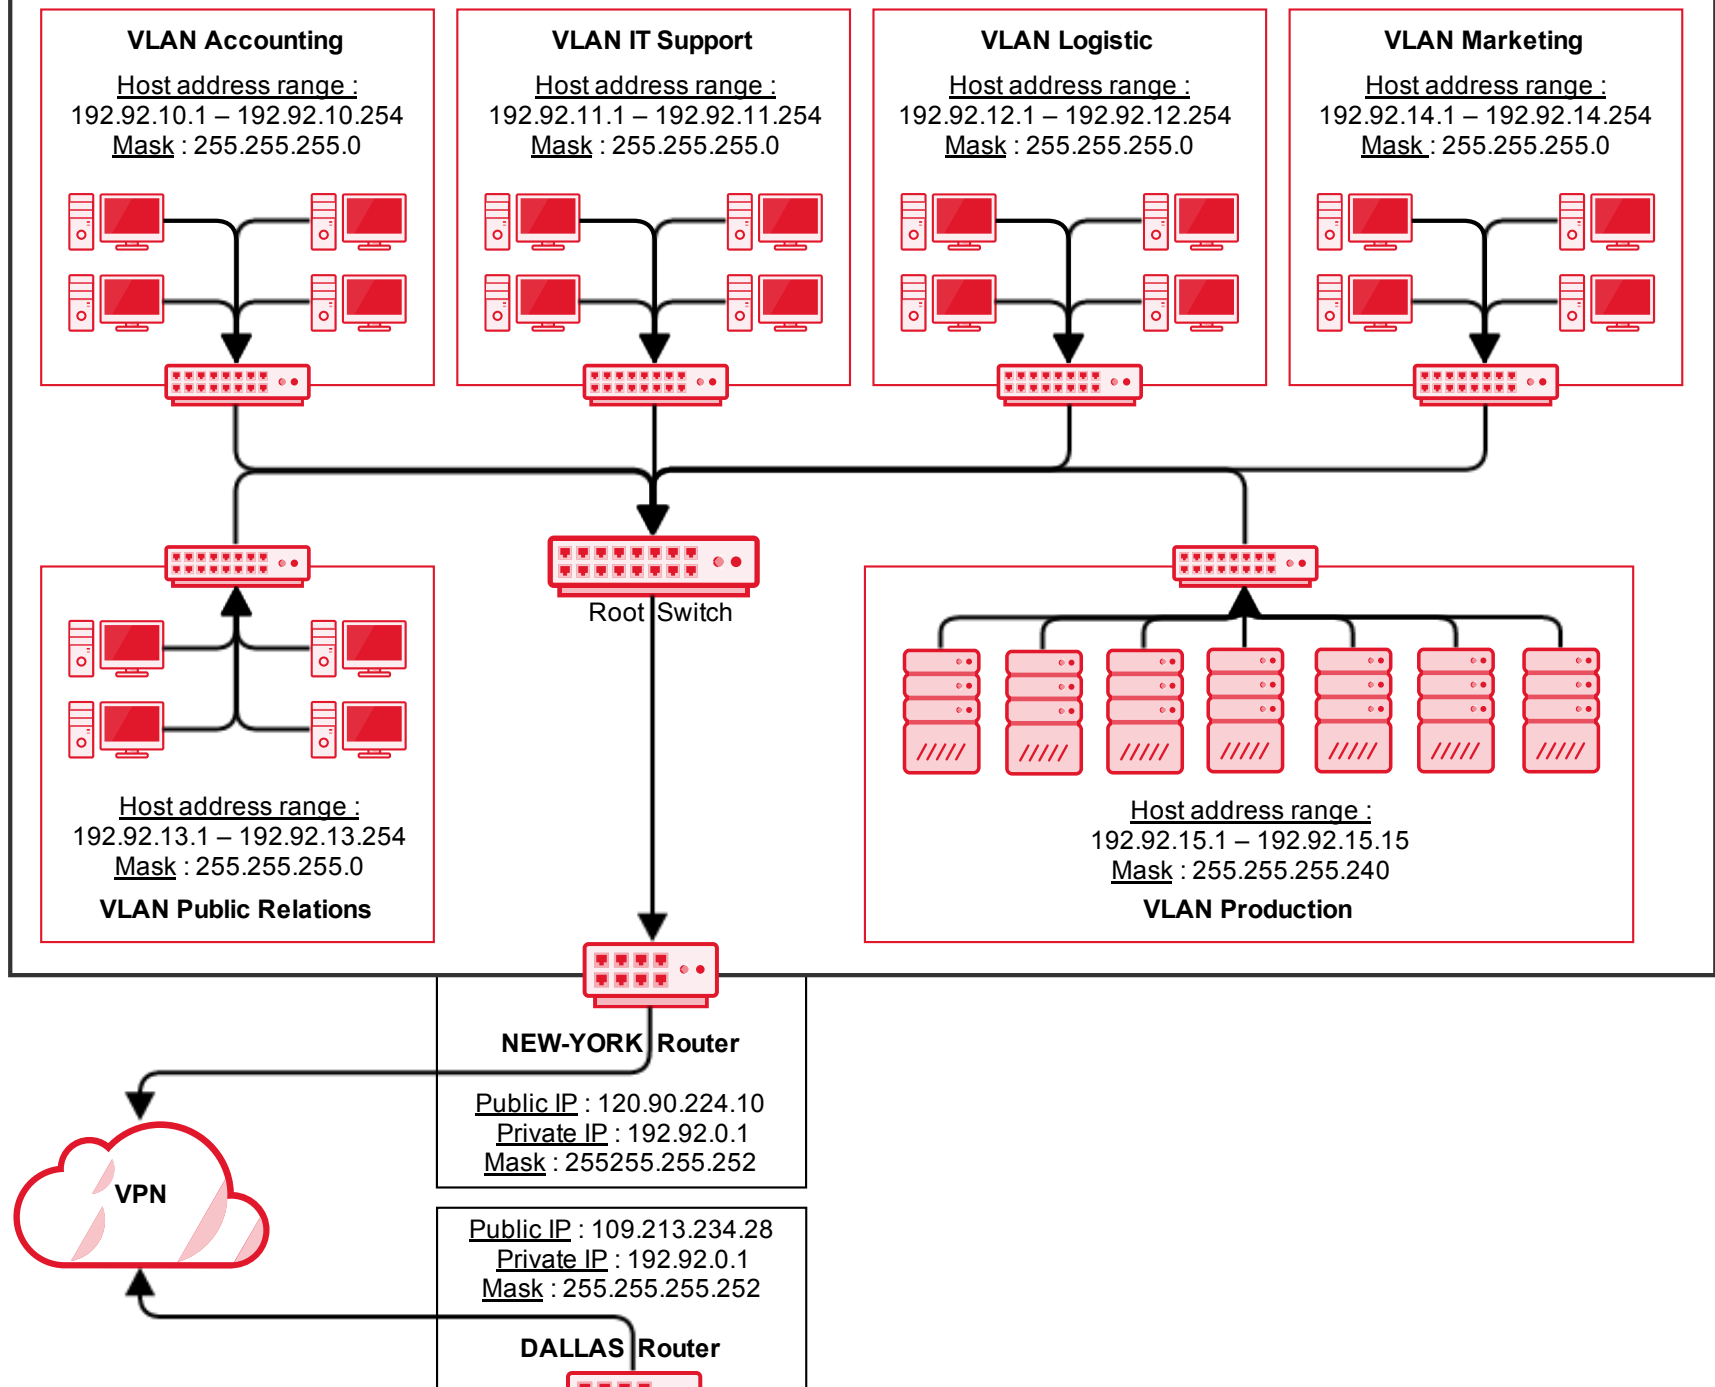 VLAN Accounting
Host address range :
192.92.10.1 – 192.92.10.254
Mask : 255.255.255.0
VLAN IT Support
Host address range :
192.92.11.1 – 192.92.11.254
Mask : 255.255.255.0
VLAN Logistic
Host address range :
192.92.12.1 – 192.92.12.254
Mask : 255.255.255.0
VLAN Marketing
Host address range :
192.92.14.1 – 192.92.14.254
Mask : 255.255.255.0
Root Switch
Host address range :
192.92.13.1 – 192.92.13.254
Mask : 255.255.255.0
VLAN Public Relations
Host address range :
192.92.15.1 – 192.92.15.15
Mask : 255.255.255.240
VLAN Production
NEW-YORK Router
Public IP : 120.90.224.10
Private IP : 192.92.0.1
Mask : 255255.255.252
VPN
Public IP : 109.213.234.28
Private IP : 192.92.0.1
Mask : 255.255.255.252
DALLAS Router